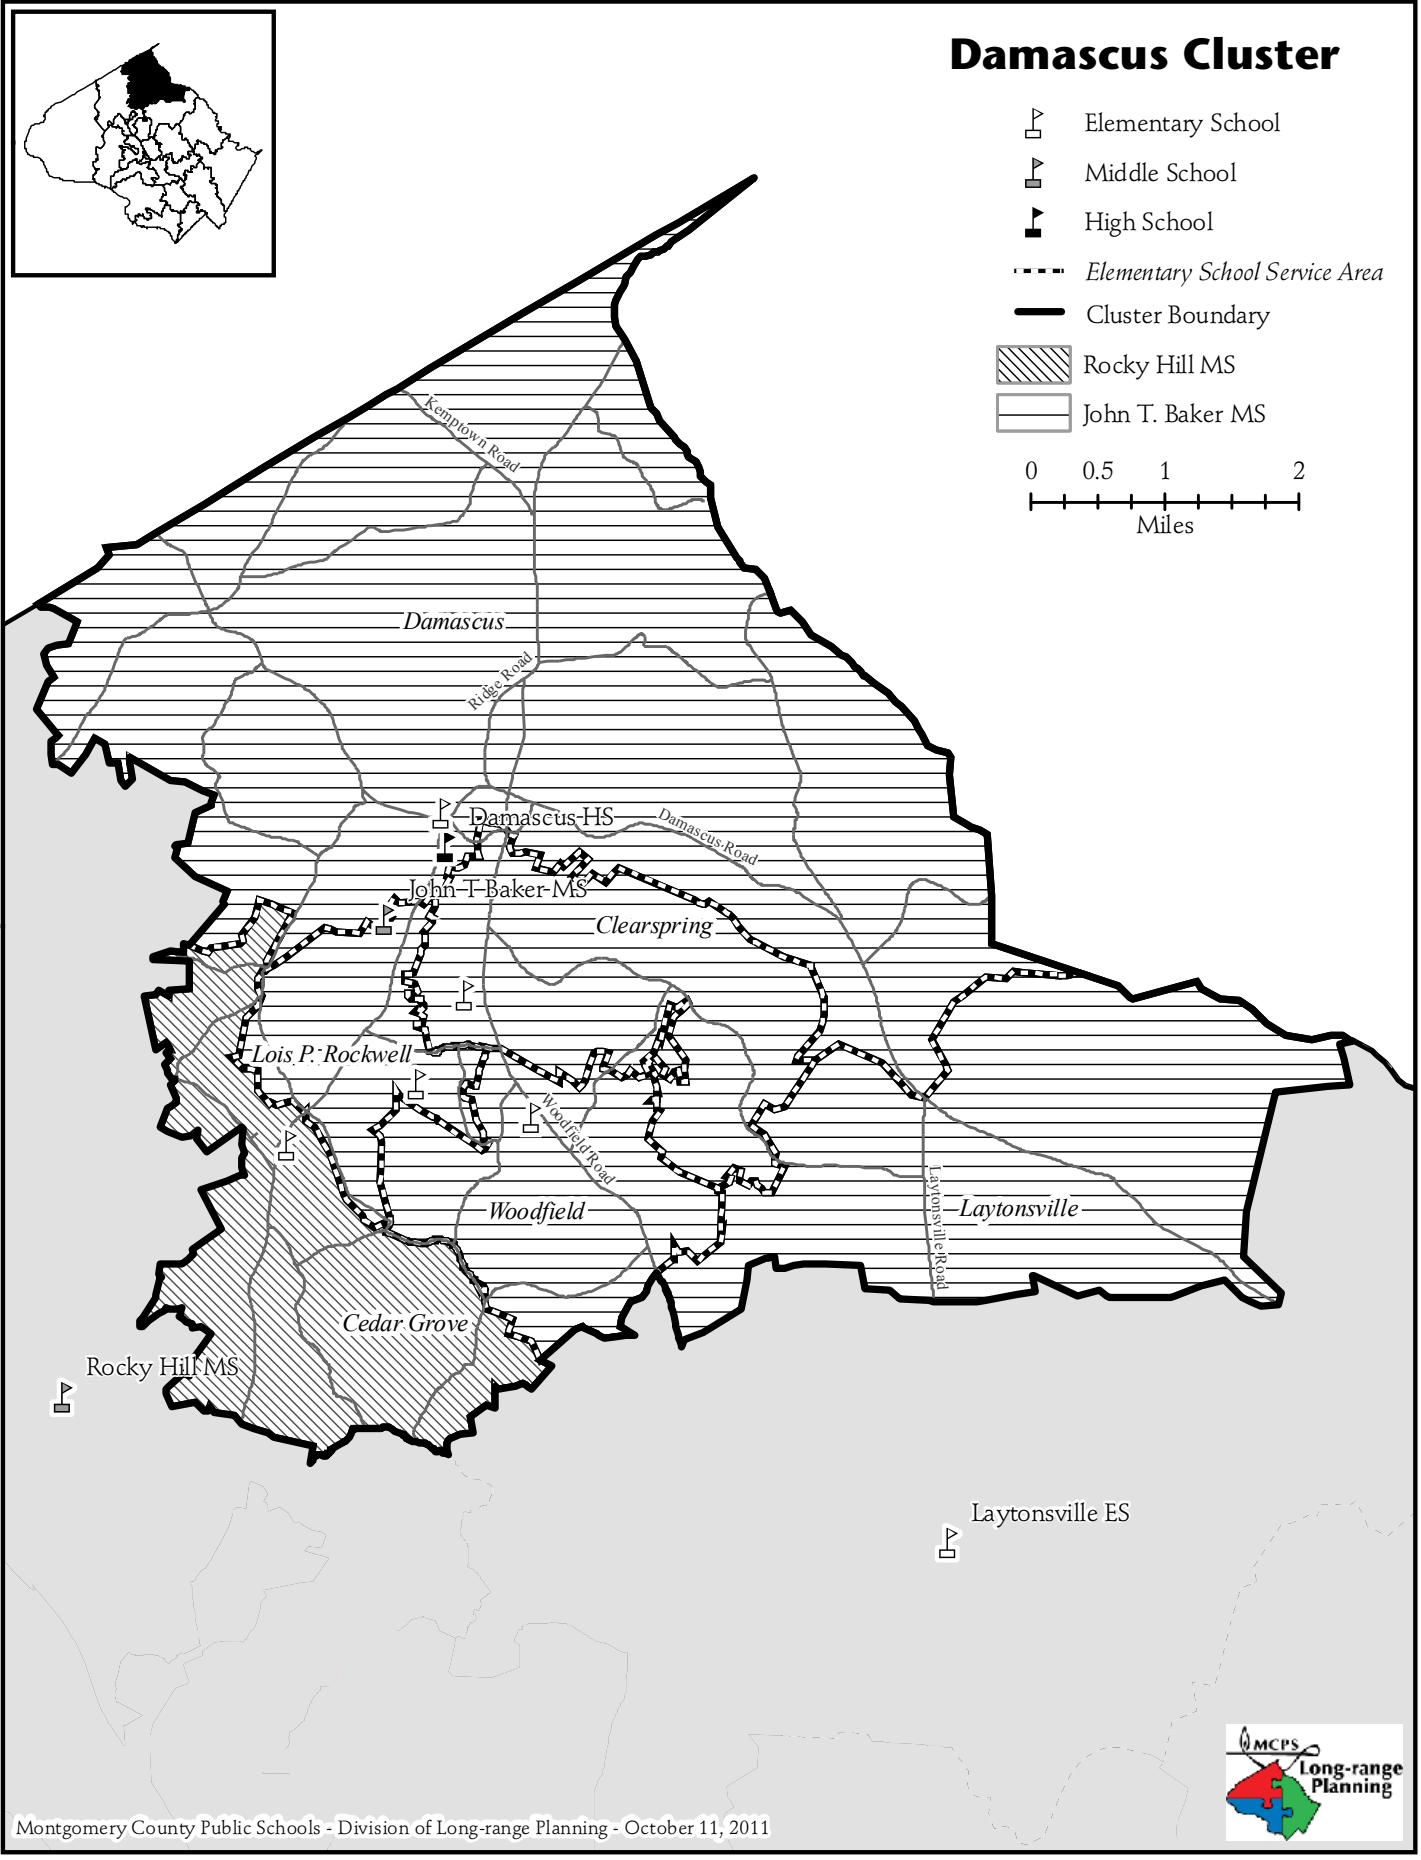 Damascus Cluster
Elementary School
Middle School
High School
Elementary School Service Area
Cluster Boundary
Rocky Hill MS
John T. Baker MS
0 0.5 1 2
Miles
Kemptown Road
Damascus
Ridge Road
Damascus HS
Damascus Road
John T Baker MS
Clearspring
Lois P. Rockwell
Woodfield Road
Laytonsville Road
Woodfield
Laytonsville
Cedar Grove
Rocky Hill MS
Laytonsville ES
MCPS
Long-range
Planning
Montgomery County Public Schools - Division of Long-range Planning - October 11, 2011